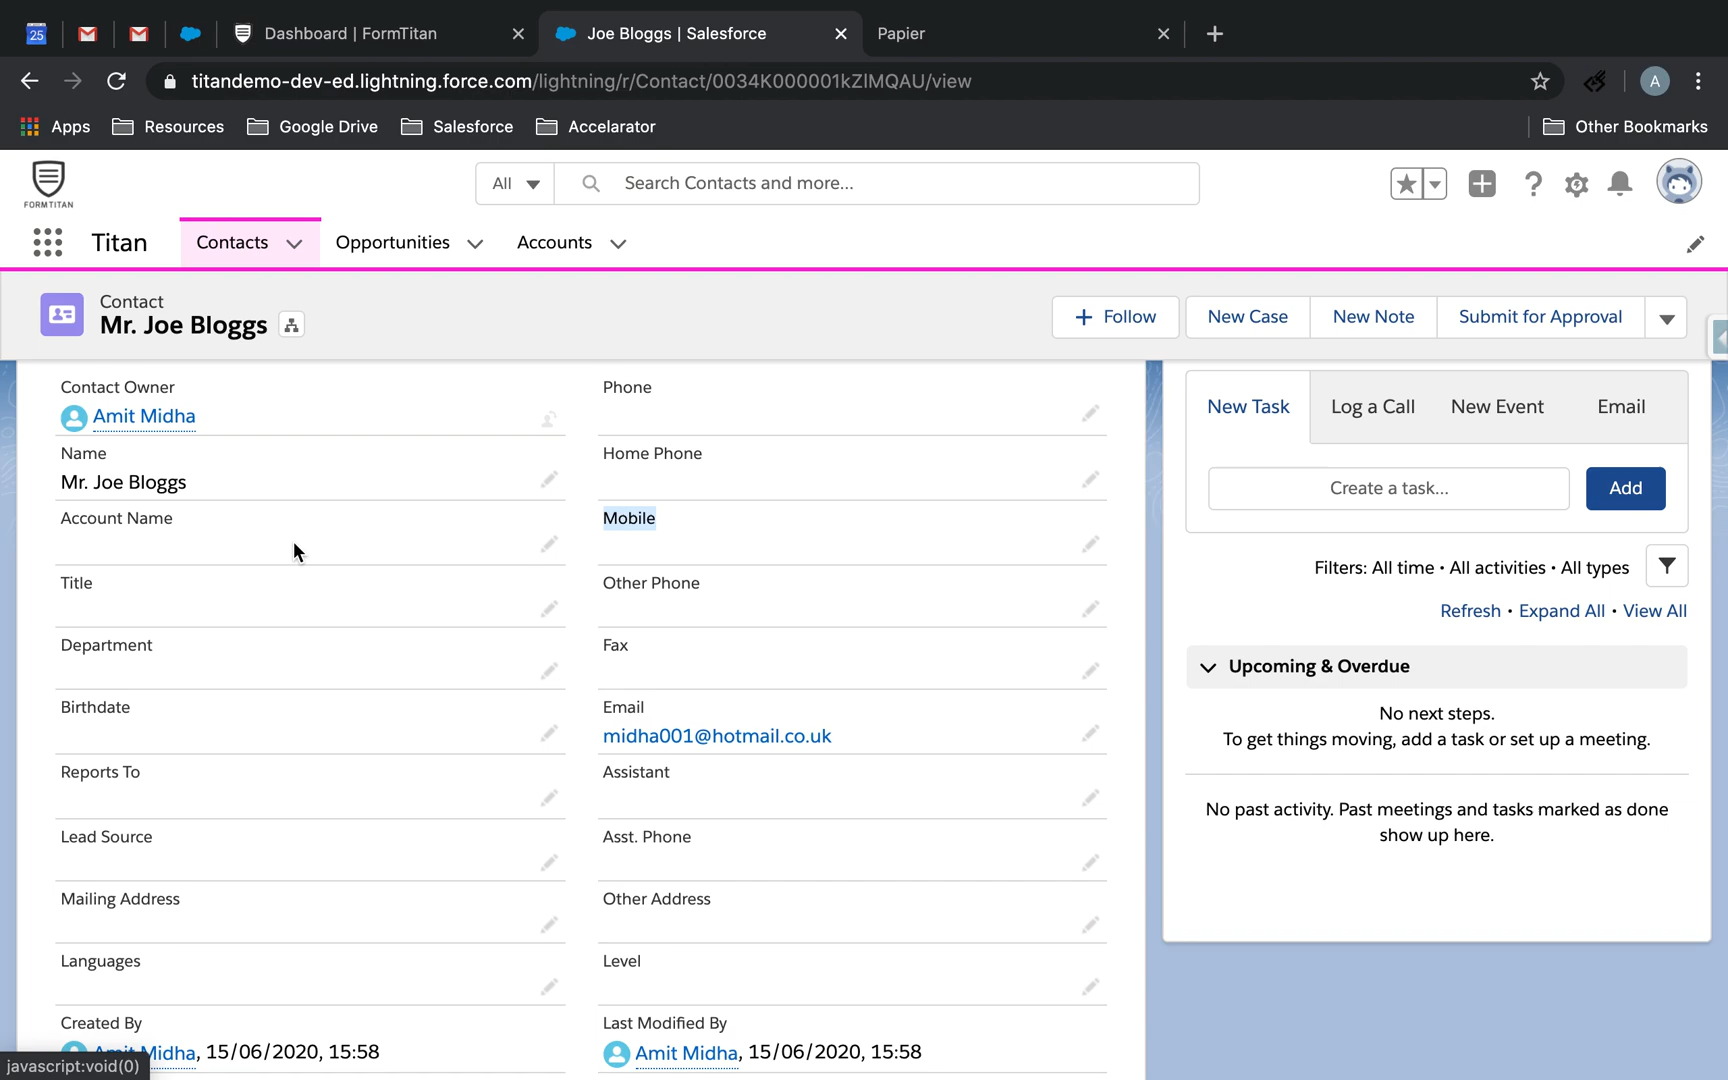 25
Dashboard | FormTitan
Joe Bloggs | Salesforce
Papier
titandemo-dev-ed.lightning.force.com/lightning/r/Contact/0034K000001kZIMQAU/view
A
Apps
Resources
Google Drive
Salesforce
Accelarator
Other Bookmarks
FORMTITAN
All
Search Contacts and more...
Titan
Contacts
Opportunities
Accounts
Contact
Mr. Joe Bloggs
Follow
New Case
New Note
Submit for Approval
Contact Owner
Amit Midha
Phone
Name
Mr. Joe Bloggs
Home Phone
Account Name
Mobile
Title
Other Phone
Department
Fax
Birthdate
Email
midha001@hotmail.co.uk
Reports To
Assistant
Lead Source
Asst. Phone
Mailing Address
Other Address
Languages
Level
Created By
Amit Midha, 15/06/2020, 15:58
Last Modified By
Amit Midha, 15/06/2020, 15:58
New Task
Log a Call
New Event
Email
Create a task...
Add
Filters: All time • All activities • All types
Refresh • Expand All • View All
Upcoming & Overdue
No next steps.
To get things moving, add a task or set up a meeting.
No past activity. Past meetings and tasks marked as done
show up here.
javascript:void(0)